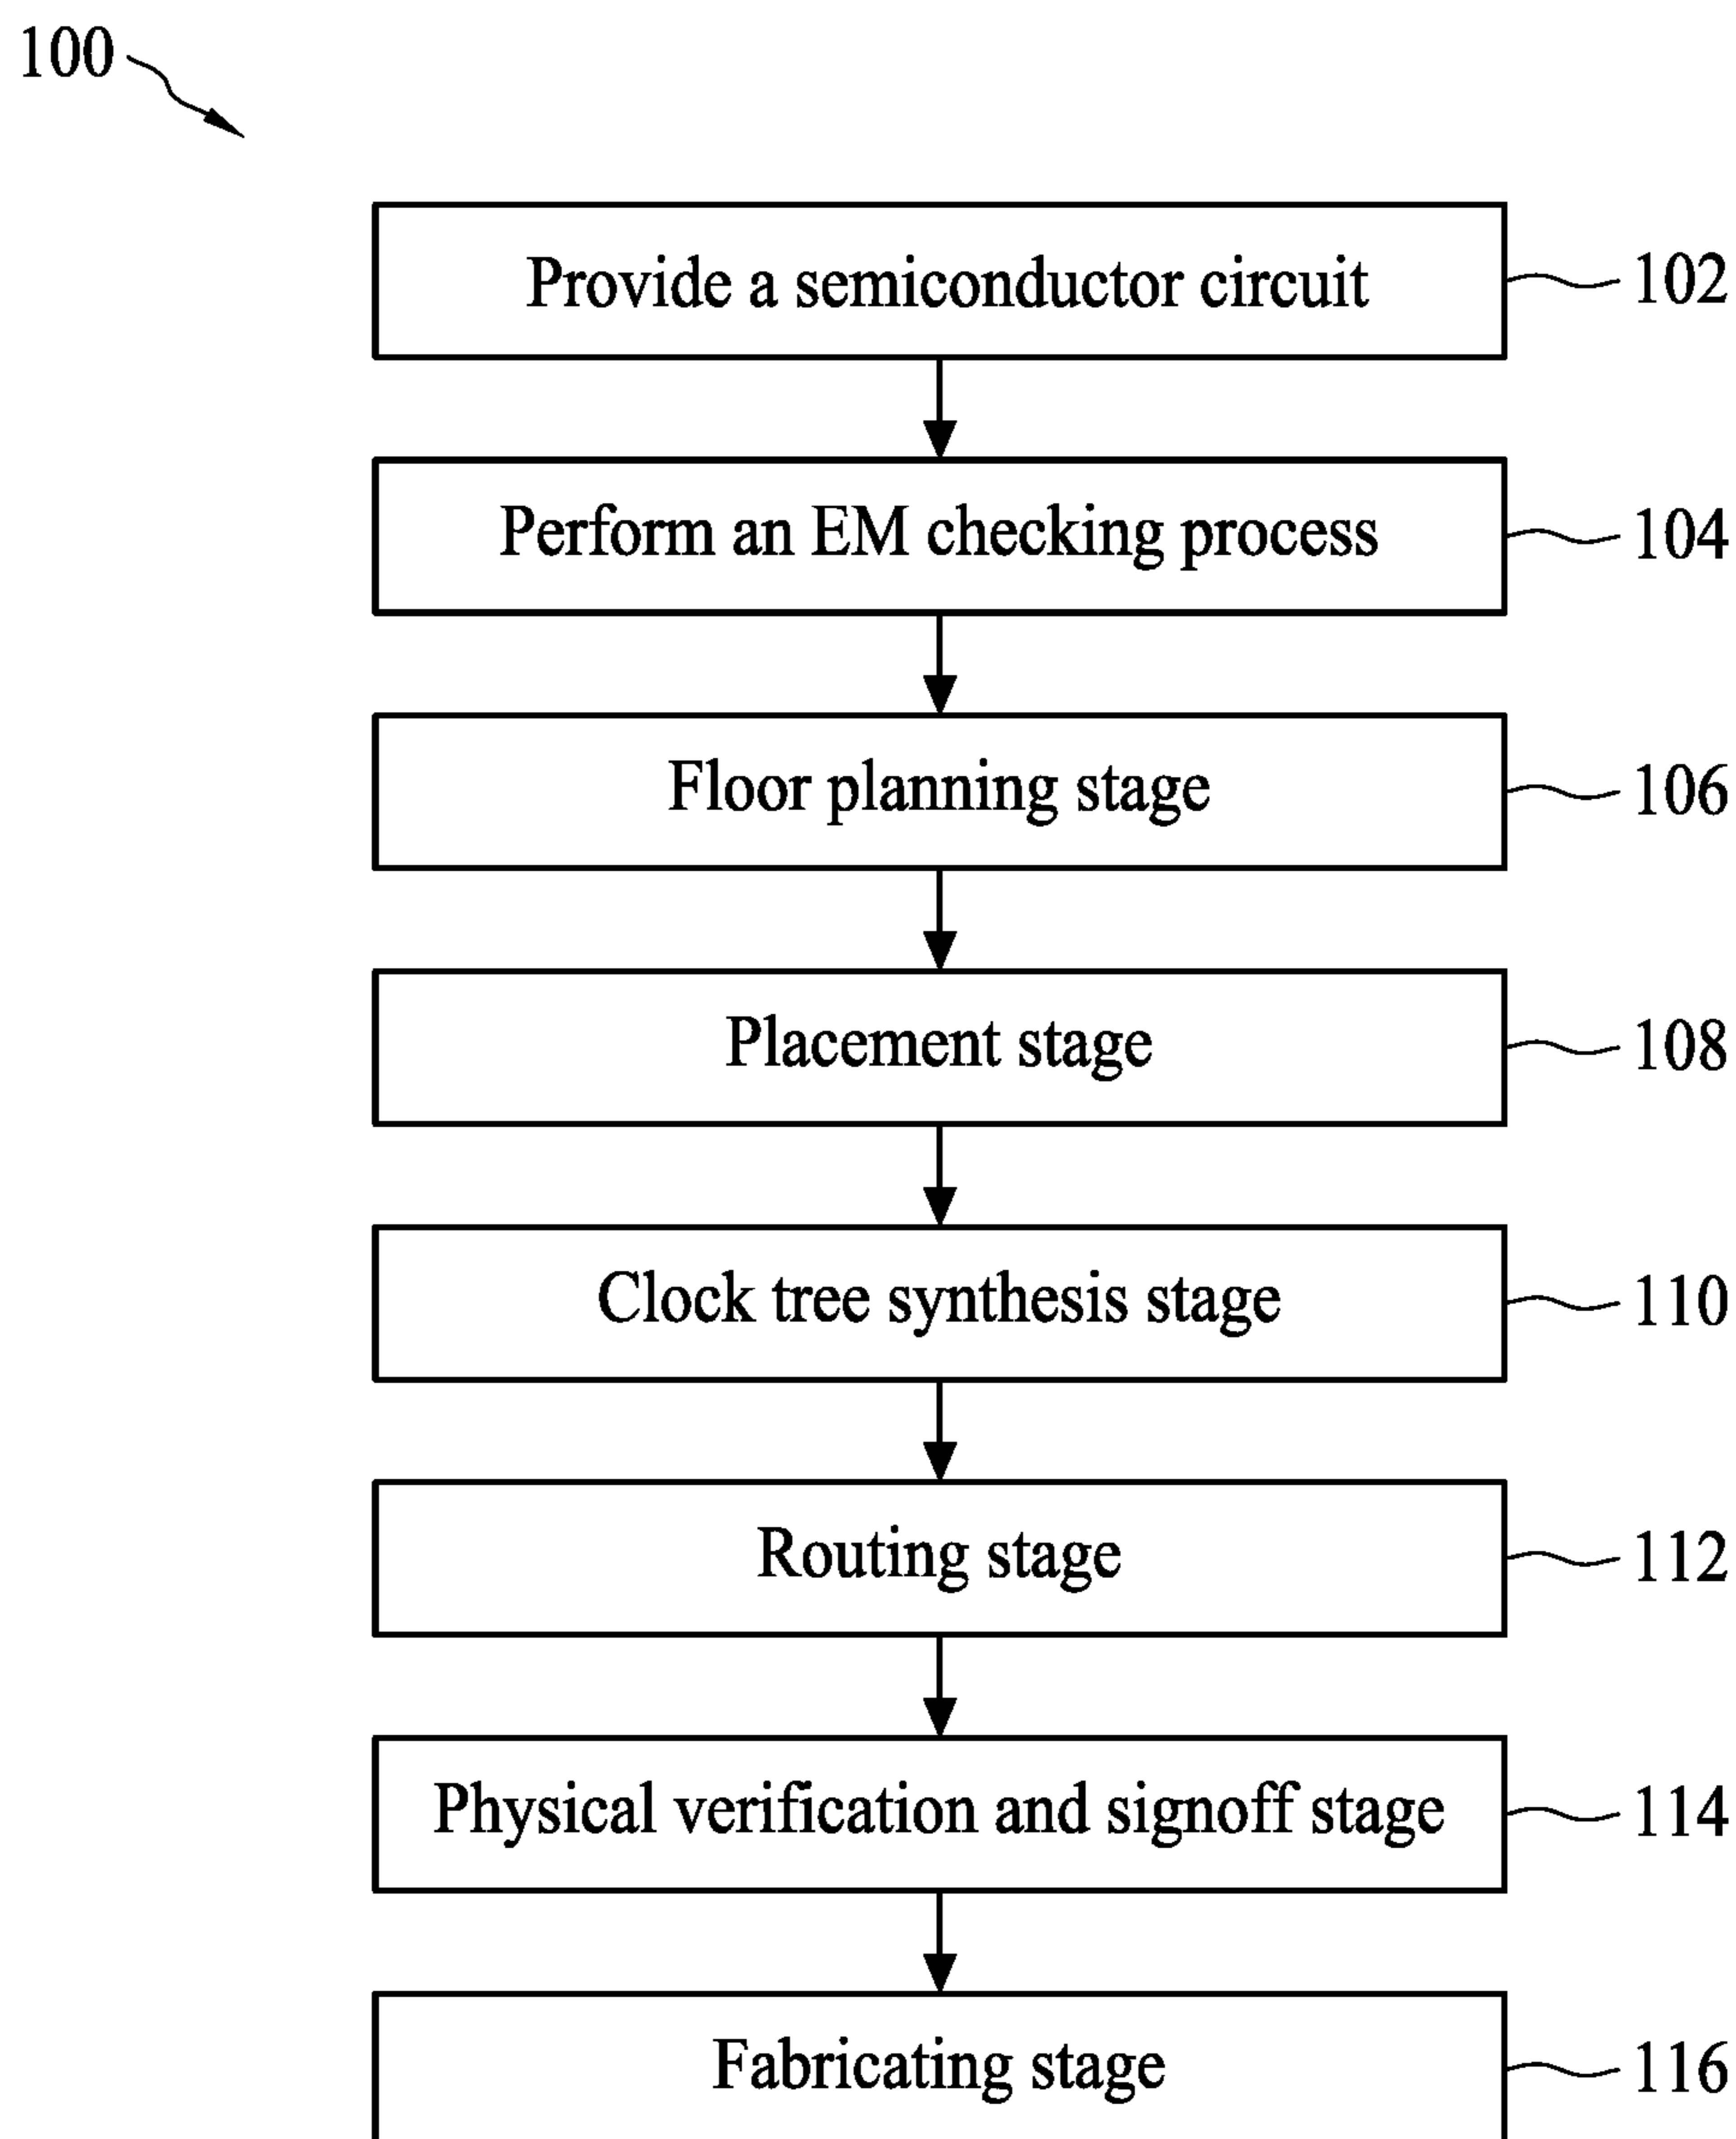 100
Provide a semiconductor circuit 102
Perform an EM checking process 104
Floor planning stage 106
Placement stage 108
Clock tree synthesis stage 110
Routing stage 112
Physical verification and signoff stage 114
Fabricating stage 116